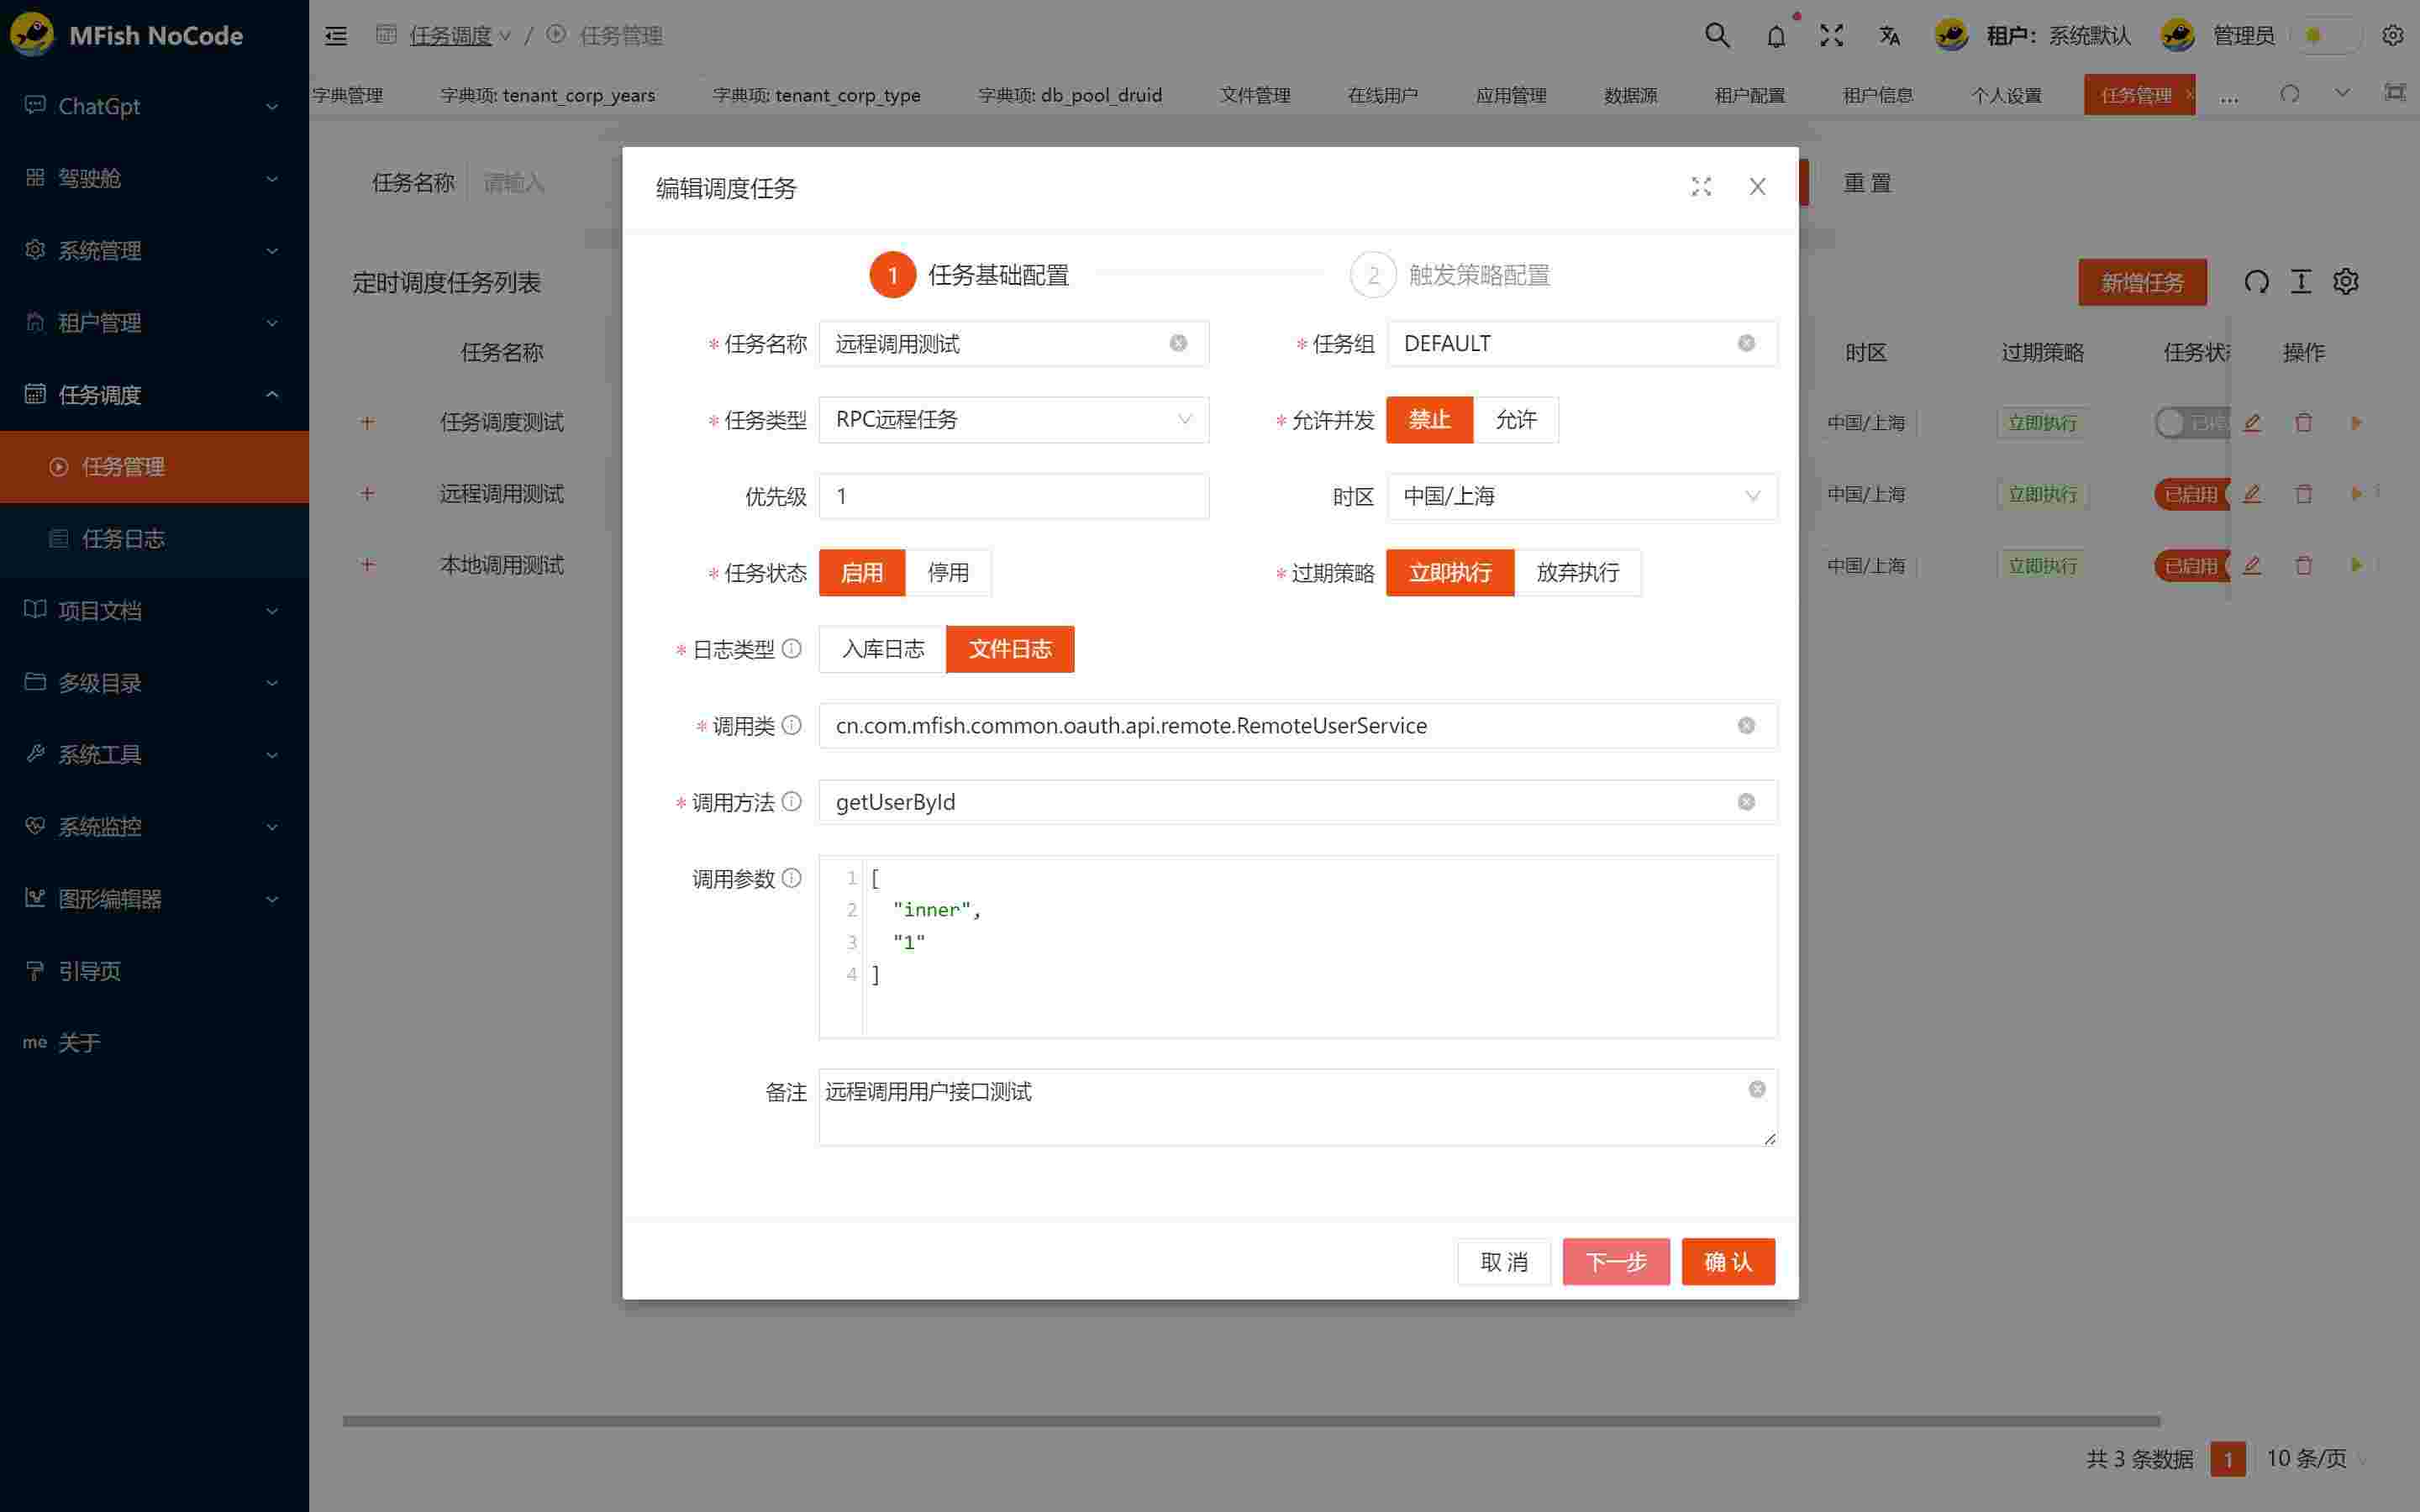 MFish NoCode
任务调度 / 任务管理
租户: 系统默认 管理员
字典管理 字典项: tenant_corp_years 字典项: tenant_corp_type 字典项: db_pool_druid 文件管理 在线用户 应用管理 数据源 租户配置 租户信息 个人设置 任务管理 ...
ChatGpt
驾驶舱
系统管理
租户管理
任务调度
任务管理
任务日志
项目文档
多级目录
系统工具
系统监控
图形编辑器
引导页
me 关于
任务名称 请输入
重 置
定时调度任务列表
新增任务
任务名称
时区 过期策略 任务状 操作
任务调度测试
中国/上海 立即执行 已停
远程调用测试
中国/上海 立即执行 已启用
本地调用测试
中国/上海 立即执行 已启用
编辑调度任务
1 任务基础配置
2 触发策略配置
* 任务名称 远程调用测试
* 任务组 DEFAULT
* 任务类型 RPC远程任务
* 允许并发 禁止 允许
优先级 1
时区 中国/上海
* 任务状态 启用 停用
* 过期策略 立即执行 放弃执行
* 日志类型 入库日志 文件日志
* 调用类 cn.com.mfish.common.oauth.api.remote.RemoteUserService
* 调用方法 getUserById
调用参数
1 [
2 "inner",
3 "1"
4 ]
备注 远程调用用户接口测试
取 消 下一步 确 认
共 3 条数据 1 10 条/页